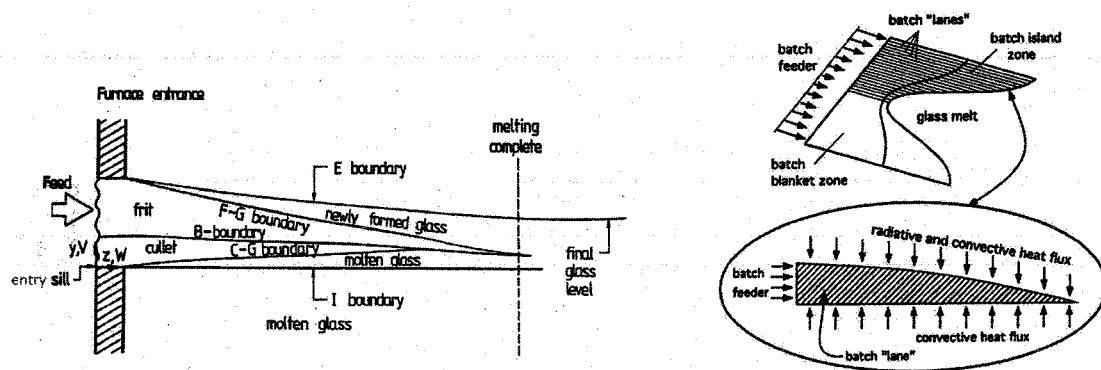 Furnace entrance
melting
complete
E boundary
Feed
frit
F-G boundary
newly formed glass
B-boundary
ẏ,V
z,W
cullet
C-G boundary
molten glass
final
glass
level
entry sill
I boundary
molten glass
batch "lanes"
batch
feeder
batch island
zone
glass melt
batch
blanket zone
radiative and convective heat flux
batch
feeder
convective heat flux
batch "lane"